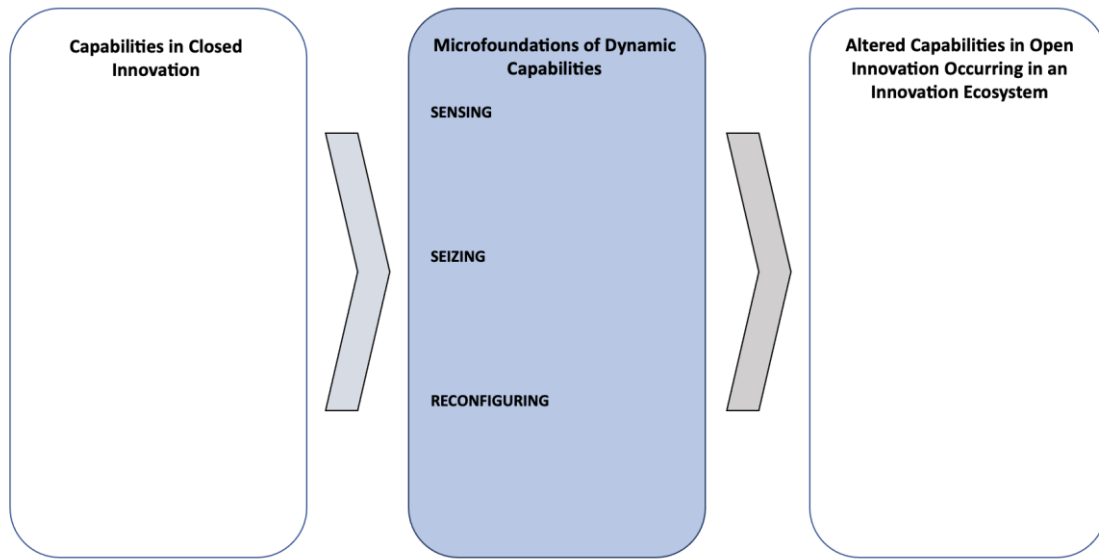 Capabilities in Closed
Innovation
Microfoundations of Dynamic
Capabilities
SENSING
SEIZING
RECONFIGURING
Altered Capabilities in Open
Innovation Occurring in an
Innovation Ecosystem